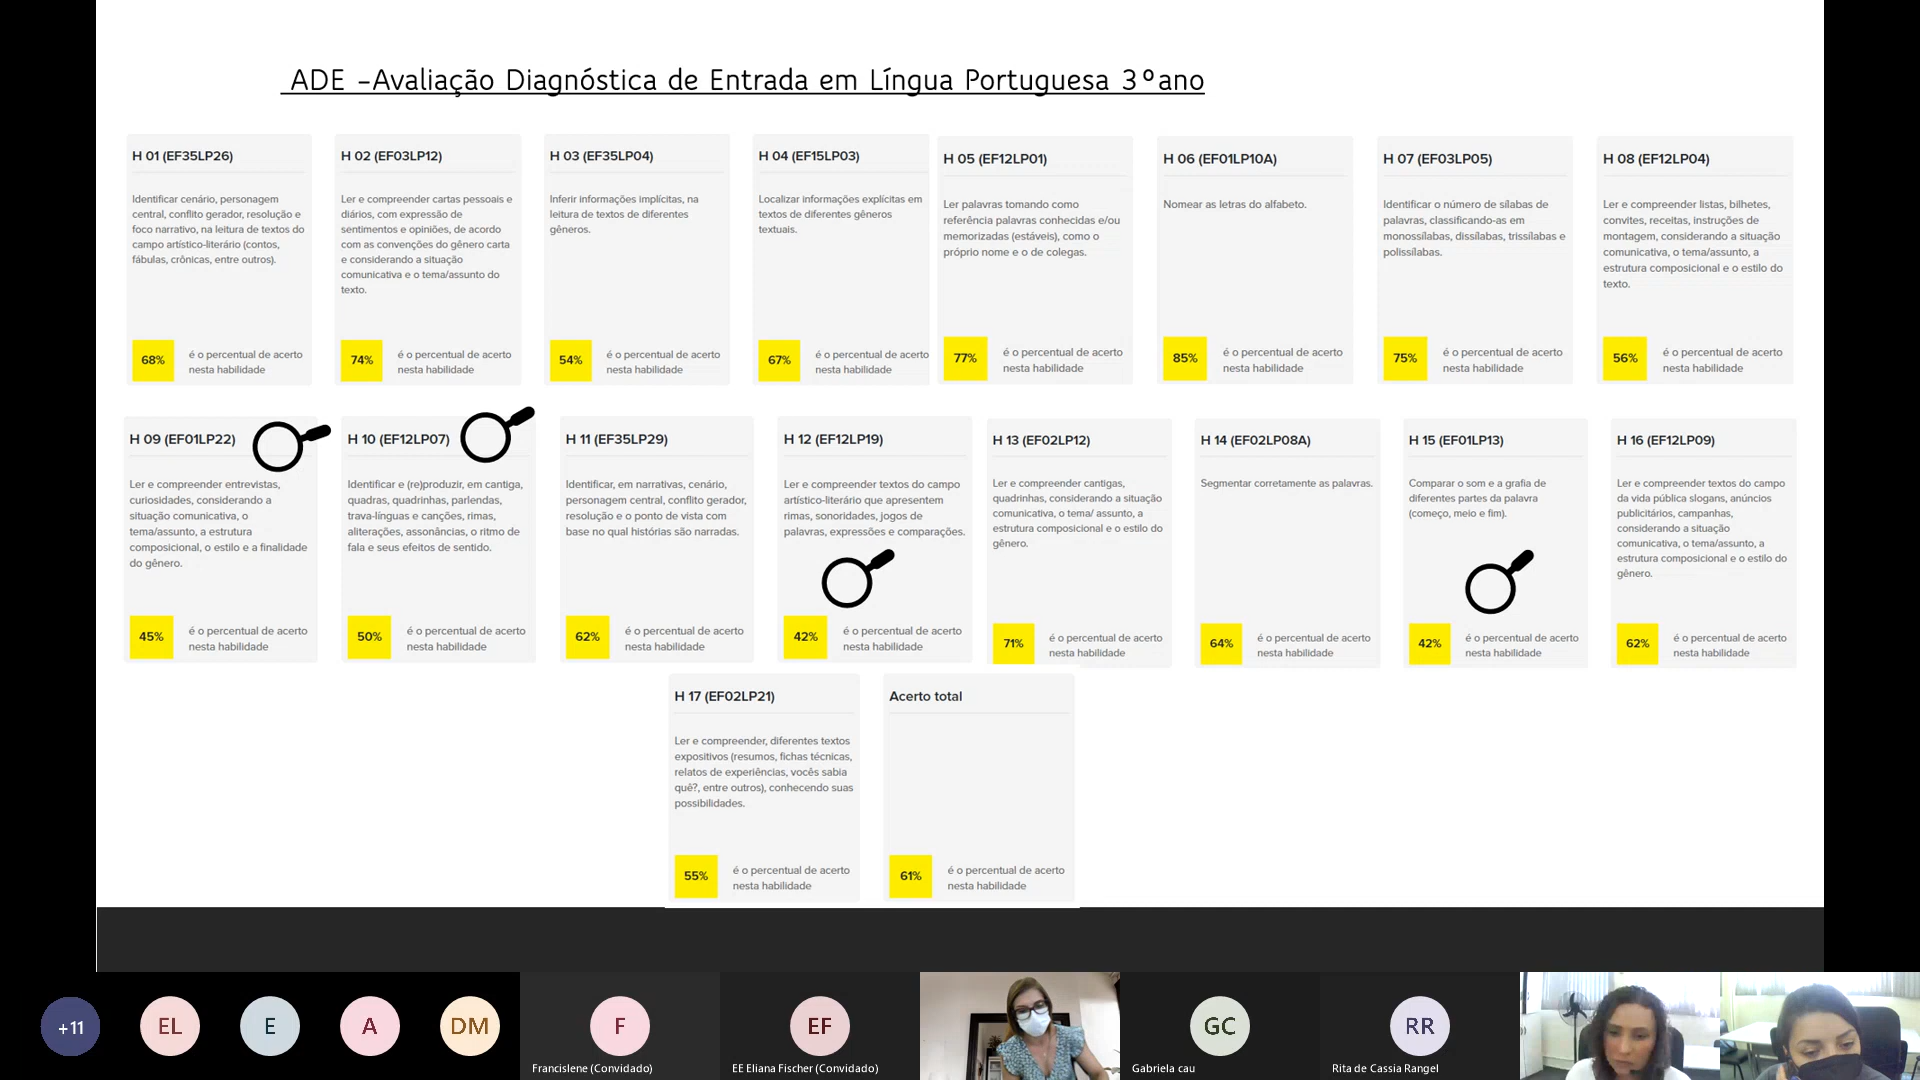 ADE -Avaliação Diagnóstica de Entrada em Língua Portuguesa 3ºano
H 01 (EF35LP26)
Identificar cenário, personagem
central, conflito gerador, resolução e
foco narrativo, na leitura de textos do
campo artístico-literário (contos,
fábulas, crônicas, entre outros).
68%
é o percentual de acerto
nesta habilidade
H 02 (EF03LP12)
Ler e compreender cartas pessoais e
diários, com expressão de
sentimentos e opiniões, de acordo
com as convenções do gênero carta
e considerando a situação
comunicativa e o tema/assunto do
texto.
74%
é o percentual de acerto
nesta habilidade
H 03 (EF35LP04)
Inferir informações implícitas, na
leitura de textos de diferentes
gêneros.
54%
é o percentual de acerto
nesta habilidade
H 04 (EF15LP03)
Localizar informações explícitas em
textos de diferentes gêneros
textuais.
67%
é o percentual de acerto
nesta habilidade
H 05 (EF12LP01)
Ler palavras tomando como
referência palavras conhecidas e/ou
memorizadas (estáveis), como o
próprio nome e o de colegas.
77%
é o percentual de acerto
nesta habilidade
H 06 (EF01LP10A)
Nomear as letras do alfabeto.
85%
é o percentual de acerto
nesta habilidade
H 07 (EF03LP05)
Identificar o número de sílabas de
palavras, classificando-as em
monossílabas, dissílabas, trissílabas e
polissílabas.
75%
é o percentual de acerto
nesta habilidade
H 08 (EF12LP04)
Ler e compreender listas, bilhetes,
convites, receitas, instruções de
montagem, considerando a situação
comunicativa, o tema/assunto, a
estrutura composicional e o estilo do
texto.
56%
é o percentual de acerto
nesta habilidade
H 09 (EF01LP22)
Ler e compreender entrevistas,
curiosidades, considerando a
situação comunicativa, o
tema/assunto, a estrutura
composicional, o estilo e a finalidade
do gênero.
45%
é o percentual de acerto
nesta habilidade
H 10 (EF12LP07)
Identificar e (re)produzir, em cantiga,
quadras, quadrinhas, parlendas,
trava-línguas e canções, rimas,
aliterações, assonâncias, o ritmo de
fala e seus efeitos de sentido.
50%
é o percentual de acerto
nesta habilidade
H 11 (EF35LP29)
Identificar, em narrativas, cenário,
personagem central, conflito gerador,
resolução e o ponto de vista com
base no qual histórias são narradas.
62%
é o percentual de acerto
nesta habilidade
H 12 (EF12LP19)
Ler e compreender textos do campo
artístico-literário que apresentem
rimas, sonoridades, jogos de
palavras, expressões e comparações.
42%
é o percentual de acerto
nesta habilidade
H 13 (EF02LP12)
Ler e compreender cantigas,
quadrinhas, considerando a situação
comunicativa, o tema/ assunto, a
estrutura composicional e o estilo do
gênero.
71%
é o percentual de acerto
nesta habilidade
H 14 (EF02LP08A)
Segmentar corretamente as palavras.
64%
é o percentual de acerto
nesta habilidade
H 15 (EF01LP13)
Comparar o som e a grafia de
diferentes partes da palavra
(começo, meio e fim).
42%
é o percentual de acerto
nesta habilidade
H 16 (EF12LP09)
Ler e compreender textos do campo
da vida pública slogans, anúncios
publicitários, campanhas,
considerando a situação
comunicativa, o tema/assunto, a
estrutura composicional e o estilo do
gênero.
62%
é o percentual de acerto
nesta habilidade
H 17 (EF02LP21)
Ler e compreender, diferentes textos
expositivos (resumos, fichas técnicas,
relatos de experiências, vocês sabia
quê?, entre outros), conhecendo suas
possibilidades.
55%
é o percentual de acerto
nesta habilidade
Acerto total
61%
é o percentual de acerto
nesta habilidade
+11
EL
E
A
DM
F
Francislene (Convidado)
EF
EE Eliana Fischer (Convidado)
GC
Gabriela cau
RR
Rita de Cassia Rangel